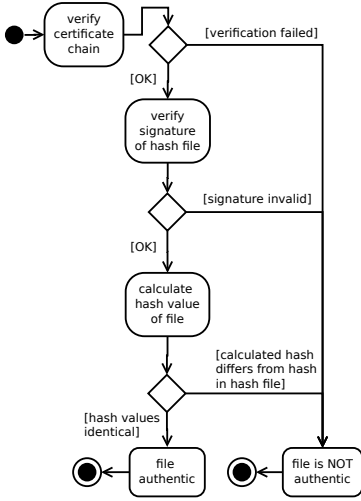 verify
certificate
chain
[verification failed]
[OK]
verify
signature
of hash file
[signature invalid]
[OK]
calculate
hash value
of file
[calculated hash
differs from hash
in hash file]
[hash values
identical]
file
authentic
file is NOT
authentic